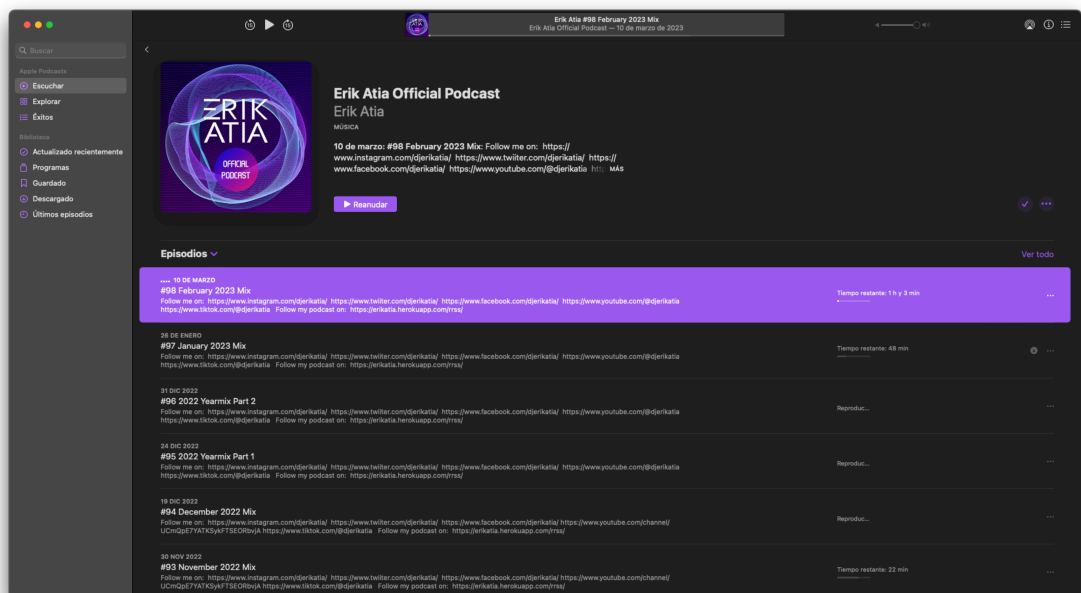 15
15
Erik Atia #98 February 2023 Mix
Erik Atia Official Podcast — 10 de marzo de 2023
Buscar
Apple Podcasts
Escuchar
Explorar
Éxitos
Biblioteca
Actualizado recientemente
Programas
Guardado
Descargado
Últimos episodios
ERIK
ATIA
OFFICIAL
PODCAST
Erik Atia Official Podcast
Erik Atia
MÚSICA
10 de marzo: #98 February 2023 Mix: Follow me on: https://
www.instagram.com/djerikatia/ https://www.twiiter.com/djerikatia/ https://
www.facebook.com/djerikatia/ https://www.youtube.com/@djerikatia http MÁS
Reanudar
Episodios
Ver todo
10 DE MARZO
#98 February 2023 Mix
Follow me on: https://www.instagram.com/djerikatia/ https://www.twiiter.com/djerikatia/ https://www.facebook.com/djerikatia/ https://www.youtube.com/@djerikatia
https://www.tiktok.com/@djerikatia Follow my podcast on: https://erikatia.herokuapp.com/rrss/
Tiempo restante: 1 h y 3 min
26 DE ENERO
#97 January 2023 Mix
Follow me on: https://www.instagram.com/djerikatia/ https://www.twiiter.com/djerikatia/ https://www.facebook.com/djerikatia/ https://www.youtube.com/@djerikatia
https://www.tiktok.com/@djerikatia Follow my podcast on: https://erikatia.herokuapp.com/rrss/
Tiempo restante: 48 min
31 DIC 2022
#96 2022 Yearmix Part 2
Follow me on: https://www.instagram.com/djerikatia/ https://www.twiiter.com/djerikatia/ https://www.facebook.com/djerikatia/ https://www.youtube.com/@djerikatia
https://www.tiktok.com/@djerikatia Follow my podcast on: https://erikatia.herokuapp.com/rrss/
Reproduc...
24 DIC 2022
#95 2022 Yearmix Part 1
Follow me on: https://www.instagram.com/djerikatia/ https://www.twiiter.com/djerikatia/ https://www.facebook.com/djerikatia/ https://www.youtube.com/@djerikatia
https://www.tiktok.com/@djerikatia Follow my podcast on: https://erikatia.herokuapp.com/rrss/
Reproduc...
19 DIC 2022
#94 December 2022 Mix
Follow me on: https://www.instagram.com/djerikatia/ https://www.twiiter.com/djerikatia/ https://www.facebook.com/djerikatia/ https://www.youtube.com/channel/
UCmQpE7YATKSykFTSEORbvjA https://www.tiktok.com/@djerikatia Follow my podcast on: https://erikatia.herokuapp.com/rrss/
Reproduc...
30 NOV 2022
#93 November 2022 Mix
Follow me on: https://www.instagram.com/djerikatia/ https://www.twiiter.com/djerikatia/ https://www.facebook.com/djerikatia/ https://www.youtube.com/channel/
UCmQpE7YATKSykFTSEORbvjA https://www.tiktok.com/@djerikatia Follow my podcast on: https://erikatia.herokuapp.com/rrss/
Tiempo restante: 22 min